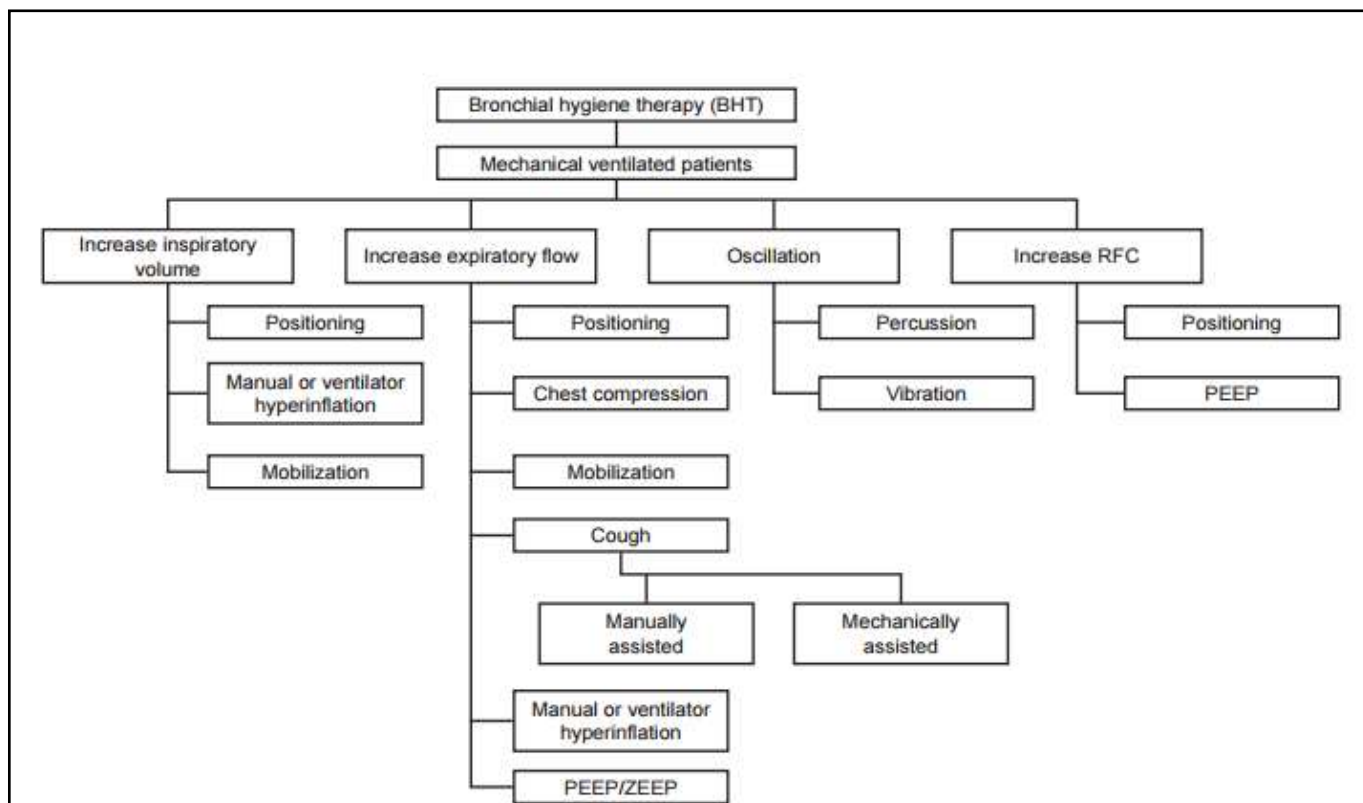 Bronchial hygiene therapy (BHT)
Mechanical ventilated patients
Increase inspiratory
volume
Increase expiratory flow
Oscillation
Increase RFC
Positioning
Manual or ventilator
hyperinflation
Mobilization
Positioning
Chest compression
Mobilization
Cough
Manually
assisted
Mechanically
assisted
Manual or ventilator
hyperinflation
PEEP/ZEEP
Percussion
Vibration
Positioning
PEEP